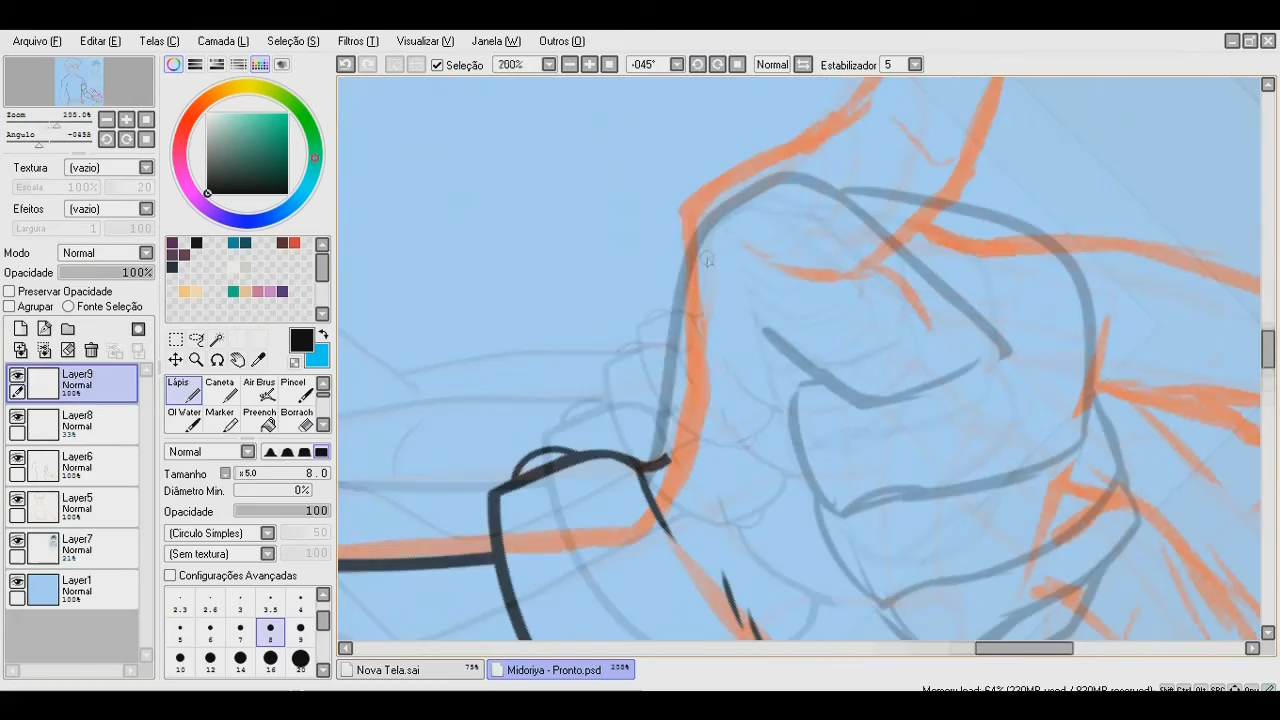 Arquivo (F) Editar (E) Telas (C) Camada (L) Seleção (S) Filtros (T) Visualizar (V) Janela (W) Outros (O)
Seleção 200% -045° Normal Estabilizador 5
Zoom
Angulo -045ø
Textura (vazio)
Escala 100% 20
Efeitos (vazio)
Largura 1 100
Modo Normal
Opacidade 100%
Preservar Opacidade
Agrupar Fonte Seleção
Layer9
Normal
100%
Layer8
Normal
33%
Layer6
Normal
100%
Layer5
Normal
100%
Layer7
Normal
21%
Layer1
Normal
100%
Lápis Caneta Air Brus Pincel
Oil Water Marker Preench Borrach
Normal
Tamanho x 5.0 8.0
Diâmetro Min. 0%
Opacidade 100
(Circulo Simples) 50
(Sem textura) 100
Configurações Avançadas
2.3 2.6 3 3.5 4
5 6 7 8 9
10 12 14 16 20
Nova Tela.sai 75% Midoriya - Pronto.psd 200%